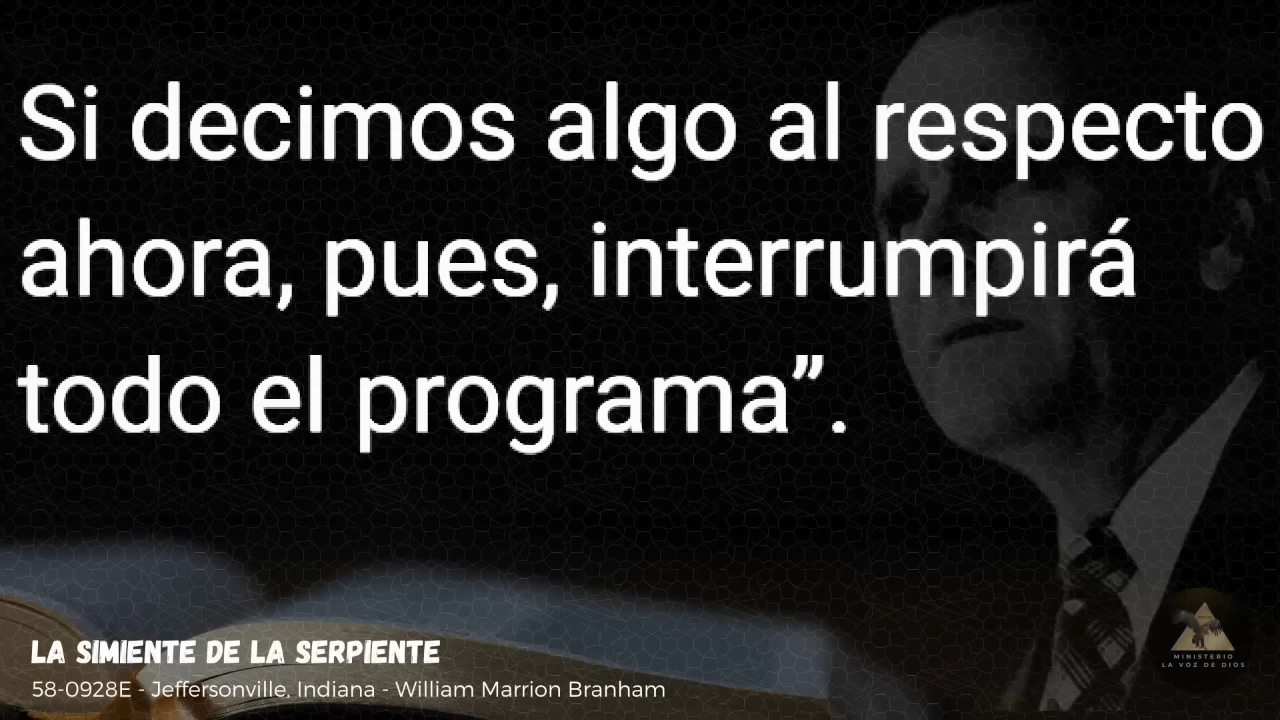 Si decimos algo al respecto
ahora, pues, interrumpirá
todo el programa”.
LA SIMIENTE DE LA SERPIENTE
58-0928E - Jeffersonville, Indiana - William Marrion Branham
MINISTERIO
LA VOZ DE DIOS